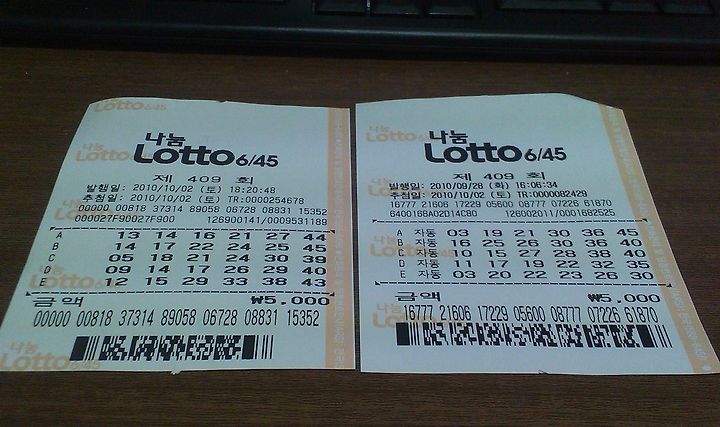 나눔
Lotto 6/45
제 409 회
발행일: 2010/10/02 (토) 18:20:48
추첨일: 2010/10/02 (토) TR:0000254678
00000 00818 37314 89058 06728 08831 15352
000027F90027F900 126900141/0000953118
A 13 14 16 21 27 44
B 14 17 22 24 25 45
C 05 18 21 24 30 39
D 09 14 17 26 29 40
E 12 15 29 33 38 43
금액 ₩5,000
00000 00818 37314 89058 06728 08831 15352
나눔
Lotto 6/45
제 409 회
발행일: 2010/09/28 (화) 16:06:34
추첨일: 2010/10/02 (토) TR:0000082429
16777 21606 17229 05600 08777 07226 61870
6400168A02D14C80 126002011/0001682525
A 자동 03 19 21 30 36 45
B 자동 16 25 26 30 36 40
C 자동 10 15 27 28 38 40
D 자동 11 17 19 22 32 35
E 자동 03 20 22 23 26 30
금액 ₩5,000
16777 21606 17229 05600 08777 07226 61870